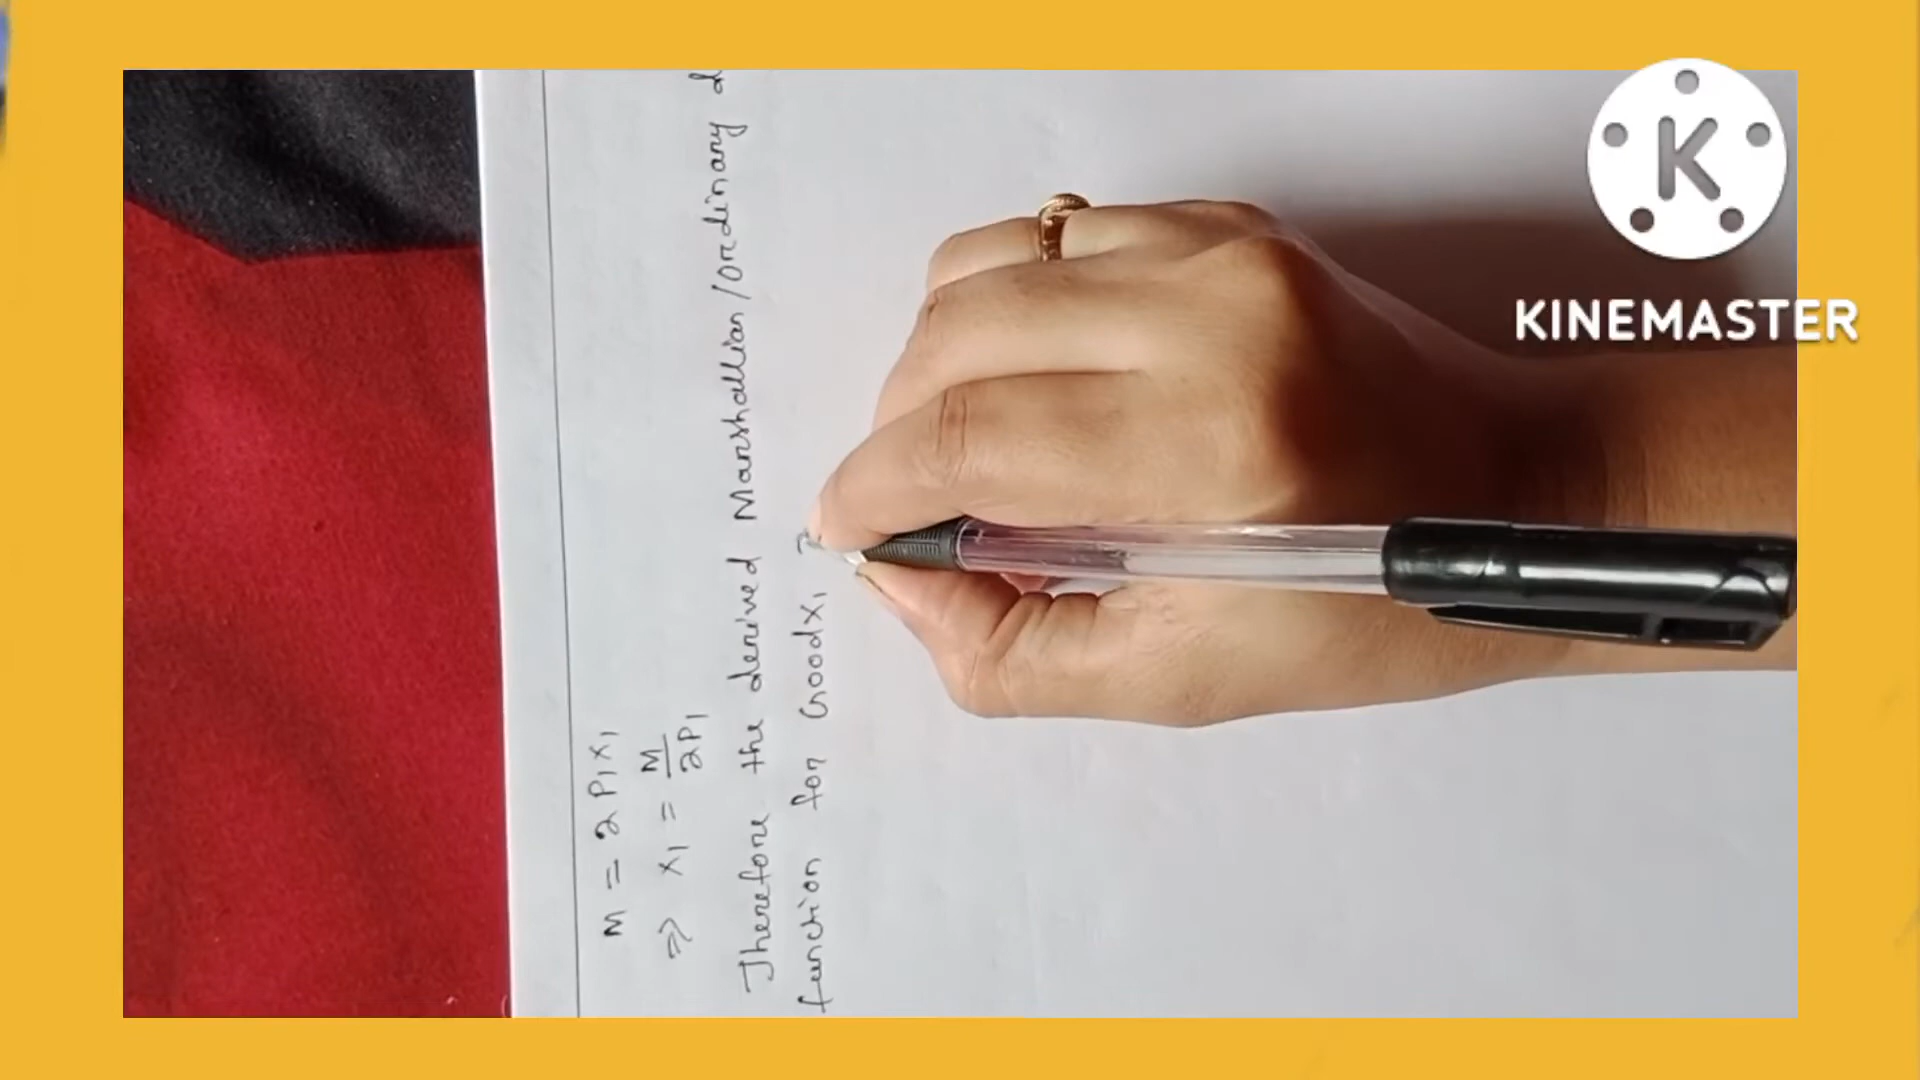 M = 2P₁x₁
⇒ x₁ = M/2P₁
Therefore the derived Marshallian/Ordinary d
function for Good x₁
K
KINEMASTER